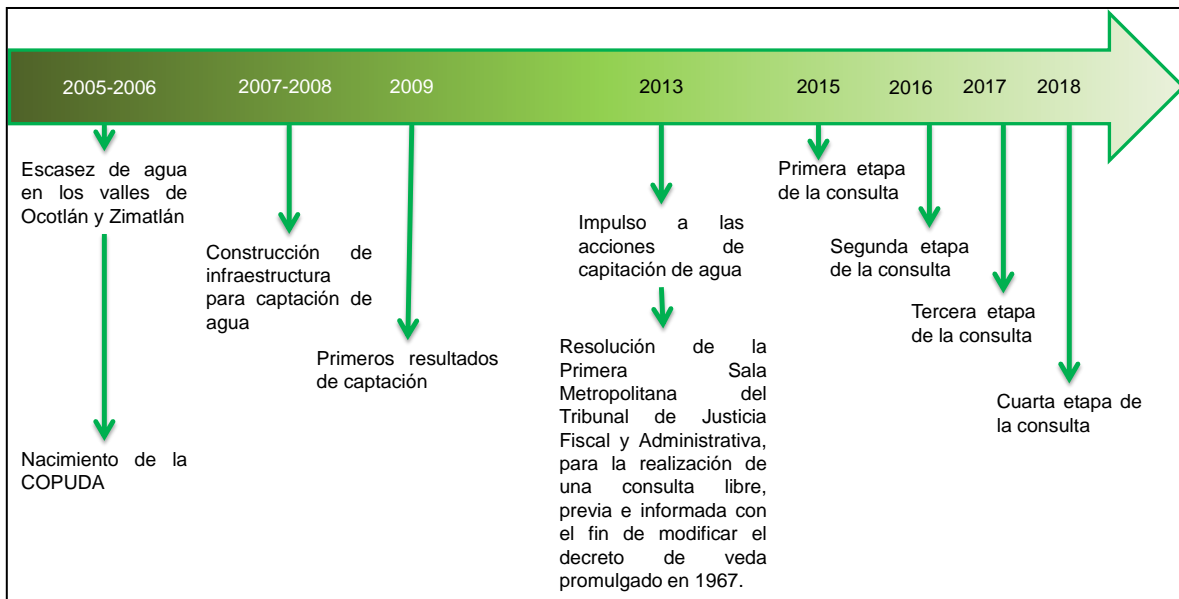 2005-2006
2007-2008
2009
2013
2015
2016
2017
2018
Escasez de agua
en los valles de
Ocotlán y Zimatlán
Nacimiento de la
COPUDA
Construcción de
infraestructura
para captación de
agua
Primeros resultados
de captación
Impulso a las
acciones de
capitación de agua
Resolución de la
Primera Sala
Metropolitana del
Tribunal de Justicia
Fiscal y Administrativa,
para la realización de
una consulta libre,
previa e informada con
el fin de modificar el
decreto de veda
promulgado en 1967.
Primera etapa
de la consulta
Segunda etapa
de la consulta
Tercera etapa
de la consulta
Cuarta etapa de
la consulta